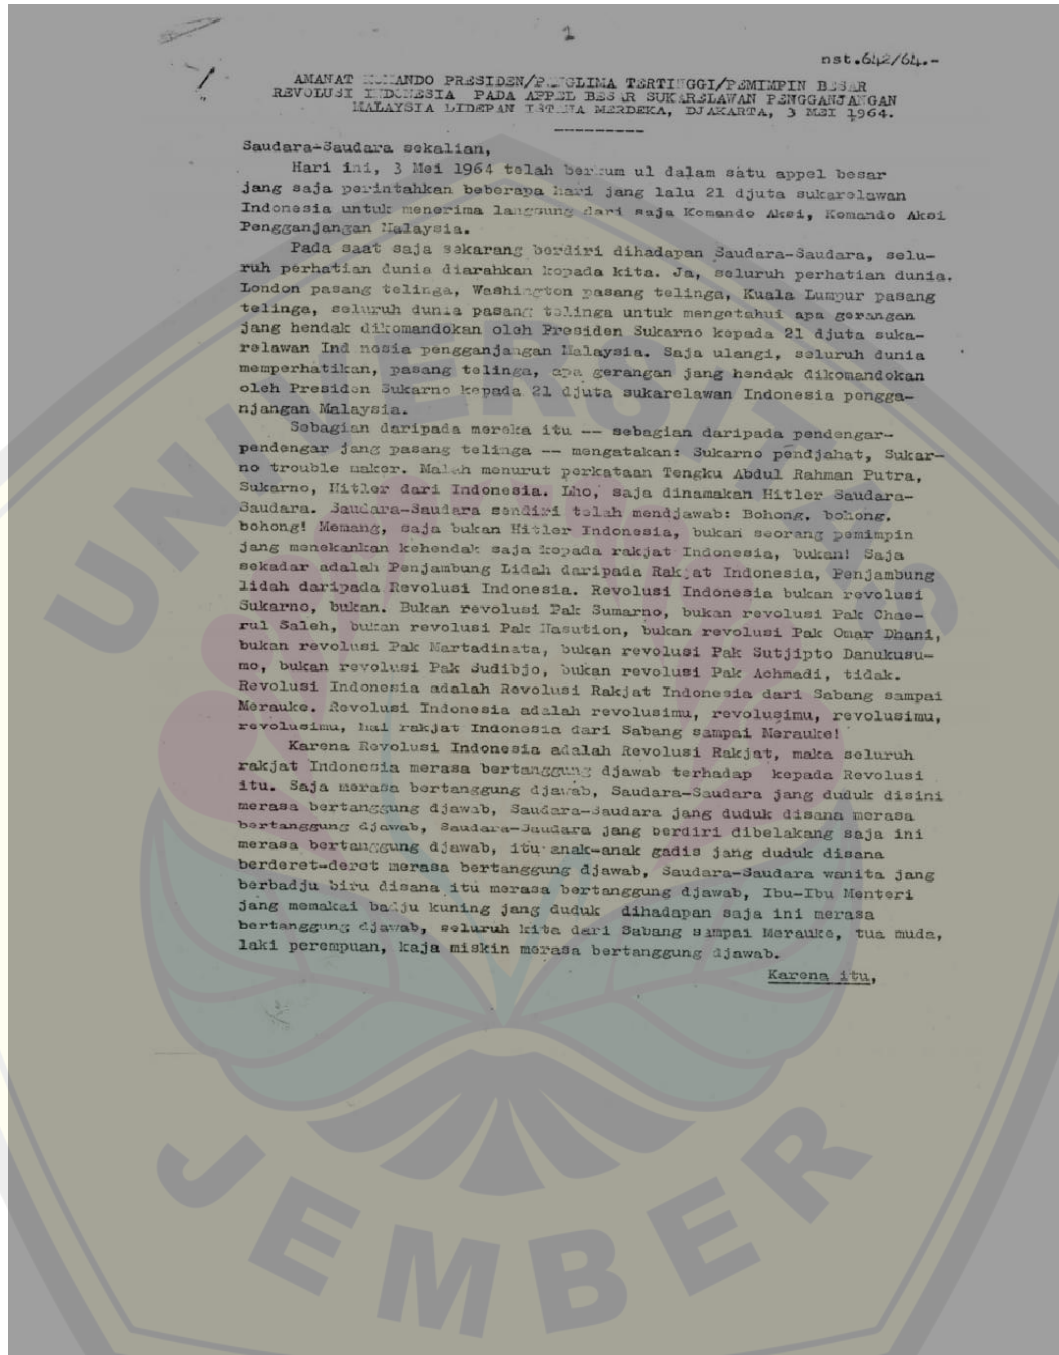 1
nst.642/64.-
1.
AMANAT KOMANDO PRESIDEN/PANGLIMA TERTINGGI/PEMIMPIN BESAR
REVOLUSI INDONESIA PADA APPEL BESAR SUKARELAWAN PENGGANJANGAN
MALAYSIA DIDEPAN ISTANA MERDEKA, DJAKARTA, 3 MEI 1964.
Saudara-Saudara sekalian,
Hari ini, 3 Mei 1964 telah berkum ul dalam satu appel besar
jang saja perintahkan beberapa hari jang lalu 21 djuta sukarelawan
Indonesia untuk menerima langsung dari saja Komando Aksi, Komando Aksi
Pengganjangan Malaysia.
Pada saat saja sekarang berdiri dihadapan Saudara-Saudara, selu-
ruh perhatian dunia diarahkan kepada kita. Ja, seluruh perhatian dunia.
London pasang telinga, Washington pasang telinga, Kuala Lumpur pasang
telinga, seluruh dunia pasang telinga untuk mengetahui apa gerangan
jang hendak dikomandokan oleh Presiden Sukarno kepada 21 djuta suka-
relawan Ind nesia pengganjangan Malaysia. Saja ulangi, seluruh dunia
memperhatikan, pasang telinga, apa gerangan jang hendak dikomandokan
oleh Presiden Sukarno kepada 21 djuta sukarelawan Indonesia pengga-
njangan Malaysia.
Sebagian daripada mereka itu -- sebagian daripada pendengar-
pendengar jang pasang telinga -- mengatakan: Sukarno pendjahat, Sukar-
no trouble maker. Malah menurut perkataan Tengku Abdul Rahman Putra,
Sukarno, Hitler dari Indonesia. Lho, saja dinamakan Hitler Saudara-
Saudara. Saudara-Saudara sendiri telah mendjawab: Bohong, bohong,
bohong! Memang, saja bukan Hitler Indonesia, bukan seorang pemimpin
jang menekankan kehendak saja kepada rakjat Indonesia, bukan! Saja
sekadar adalah Penjambung Lidah daripada Rakjat Indonesia, Penjambung
lidah daripada Revolusi Indonesia. Revolusi Indonesia bukan revolusi
Sukarno, bukan. Bukan revolusi Pak Sumarno, bukan revolusi Pak Chae-
rul Saleh, bukan revolusi Pak Nasution, bukan revolusi Pak Omar Dhani,
bukan revolusi Pak Martadinata, bukan revolusi Pak Sutjipto Danukusu-
mo, bukan revolusi Pak Sudibjo, bukan revolusi Pak Achmadi, tidak.
Revolusi Indonesia adalah Revolusi Rakjat Indonesia dari Sabang sampai
Merauke. Revolusi Indonesia adalah revolusimu, revolusimu, revolusimu,
revolusimu, hai rakjat Indonesia dari Sabang sampai Merauke!
Karena Revolusi Indonesia adalah Revolusi Rakjat, maka seluruh
rakjat Indonesia merasa bertanggung djawab terhadap kepada Revolusi
itu. Saja merasa bertanggung djawab, Saudara-Saudara jang duduk disini
merasa bertanggung djawab, Saudara-Saudara jang duduk disana merasa
bertanggung djawab, Saudara-Saudara jang berdiri dibelakang saja ini
merasa bertanggung djawab, itu anak-anak gadis jang duduk disana
berderet-deret merasa bertanggung djawab, Saudara-Saudara wanita jang
berbadju biru disana itu merasa bertanggung djawab, Ibu-Ibu Menteri
jang memakai badju kuning jang duduk dihadapan saja ini merasa
bertanggung djawab, seluruh kita dari Sabang sampai Merauke, tua muda,
laki perempuan, kaja miskin merasa bertanggung djawab.
Karena itu,
UNIVERSITAS
JEMBER